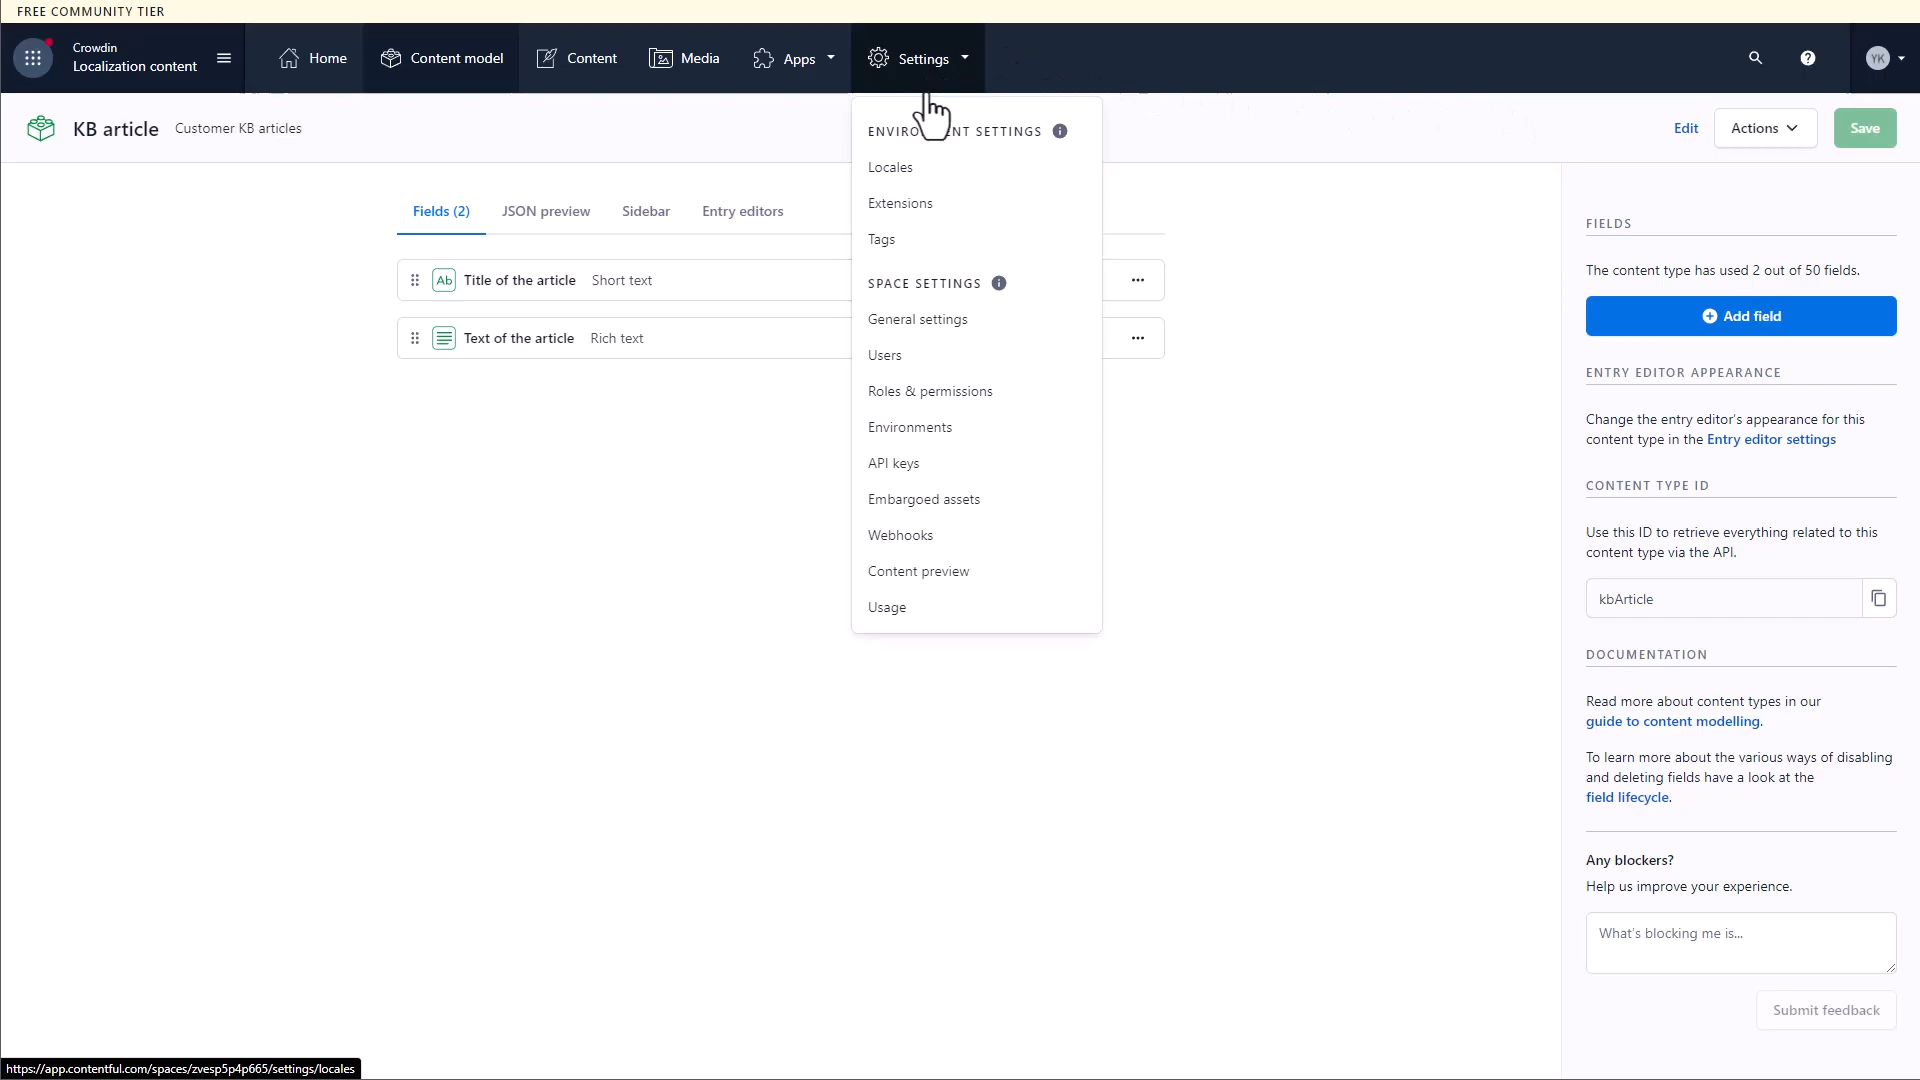 FREE COMMUNITY TIER
Crowdin
Localization content
Home
Content model
Content
Media
Apps
Settings
YK
KB article
Customer KB articles
Edit
Actions
Save
Fields (2)
JSON preview
Sidebar
Entry editors
Ab
Title of the article
Short text
Text of the article
Rich text
SETTINGS
Locales
Extensions
Tags
SPACE SETTINGS
General settings
Users
Roles & permissions
Environments
API keys
Embargoed assets
Webhooks
Content preview
Usage
FIELDS
The content type has used 2 out of 50 fields.
Add field
ENTRY EDITOR APPEARANCE
Change the entry editor's appearance for this
content type in the Entry editor settings
CONTENT TYPE ID
Use this ID to retrieve everything related to this
content type via the API.
kbArticle
DOCUMENTATION
Read more about content types in our
guide to content modelling.
To learn more about the various ways of disabling
and deleting fields have a look at the
field lifecycle.
Any blockers?
Help us improve your experience.
What's blocking me is...
Submit feedback
https://app.contentful.com/spaces/zvesp5p4p665/settings/locales